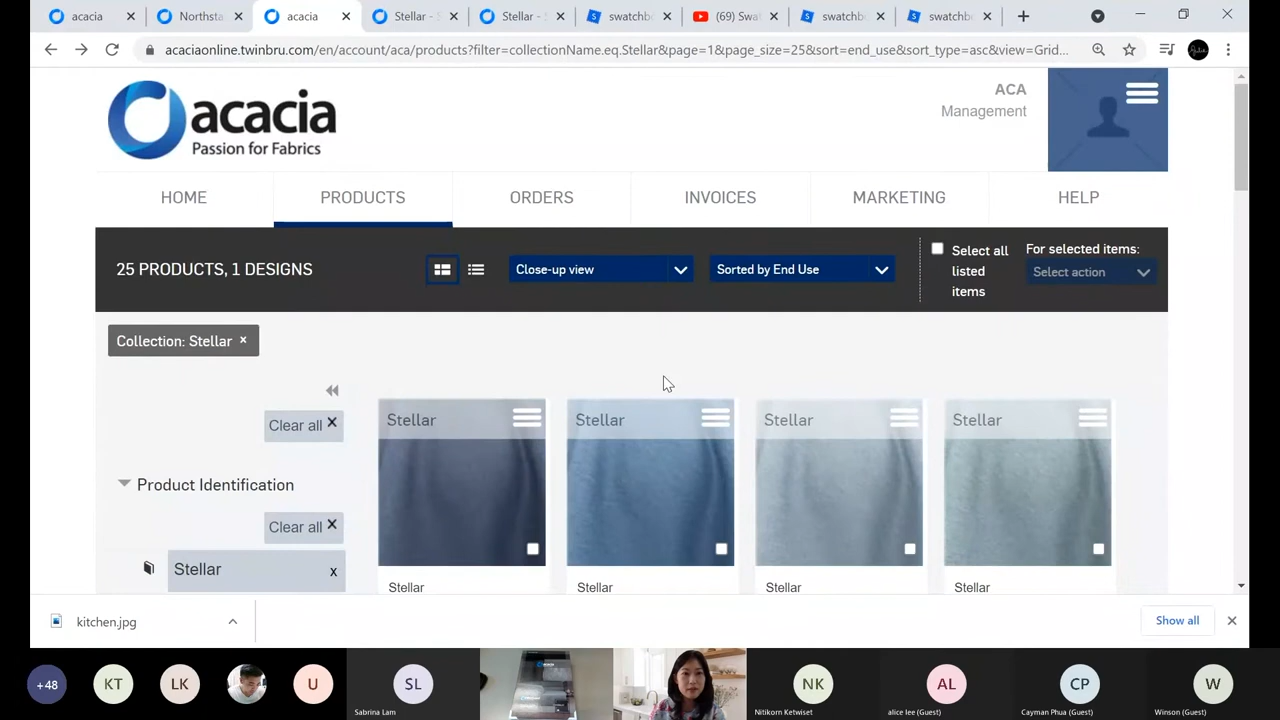 acacia
Northsta
acacia
Stellar - S
Stellar - S
swatchbo
(69) Swat
swatchbo
swatchbo
acaciaonline.twinbru.com/en/account/aca/products?filter=collectionName.eq.Stellar&page=1&page_size=25&sort=end_use&sort_type=asc&view=Grid...
acacia
Passion for Fabrics
ACA
Management
HOME
PRODUCTS
ORDERS
INVOICES
MARKETING
HELP
25 PRODUCTS, 1 DESIGNS
Close-up view
Sorted by End Use
Select all
listed
items
For selected items:
Select action
Collection: Stellar ×
Clear all X
Product Identification
Clear all X
Stellar x
Stellar
Stellar
Stellar
Stellar
Stellar
Stellar
Stellar
Stellar
kitchen.jpg
Show all
+48
KT
LK
U
SL
Sabrina Lam
acacia
NK
Nitikorn Ketwiset
AL
alice lee (Guest)
CP
Cayman Phua (Guest)
W
Winson (Guest)